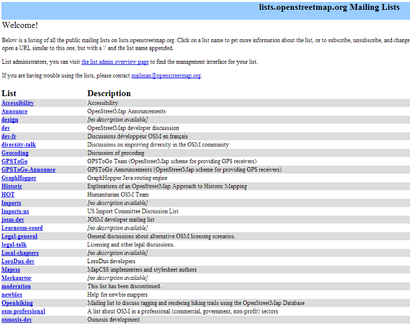 lists.openstreetmap.org Mailing Lists
Welcome!
Below is a listing of all the public mailing lists on lists.openstreetmap.org. Click on a list name to get more information about the list, or to subscribe, unsubscribe, and change
open a URL similar to this one, but with a '/' and the list name appended.
List administrators, you can visit the list admin overview page to find the management interface for your list.
If you are having trouble using the lists, please contact mailman@openstreetmap.org.
List Description
Accessibility Accessibility
Announce OpenStreetMap Announcements
design [no description available]
dev OpenStreetMap developer discussion
dev-fr Discussions développeur OSM en français
diversity-talk Discussions on improving diversity in the OSM community
Geocoding Discussion of geocoding
GPSToGo GPSToGo Team (OpenStreetMap scheme for providing GPS receivers)
GPSToGo-Announce GPSToGo Announcements (OpenStreetMap scheme for providing GPS receivers)
GraphHopper GraphHopper Java routing engine
Historic Explorations of an OpenStreetMap Approach to Historic Mapping
HOT Humanitarian OSM Team
Imports [no description available]
Imports-us US Import Committee Discussion List
josm-dev JOSM developer mailing list
Learnosm-coord [no description available]
Legal-general General discussions about alternative OSM licensing scenarios.
legal-talk Licensing and other legal discussions.
Local-chapters [no description available]
LoroDux-dev LoroDux developers
Mapcss MapCSS implementers and stylesheet authors
Merkaartor [no description available]
moderation This list has been discontinued.
newbies Help for newbie mappers
Openhiking Mailing list to discuss tagging and rendering hiking trails using the OpenStreetMap Database
osm-professional A list about OSM in a professional (commercial, government, non-profit) sectors
osmosis-dev Osmosis development